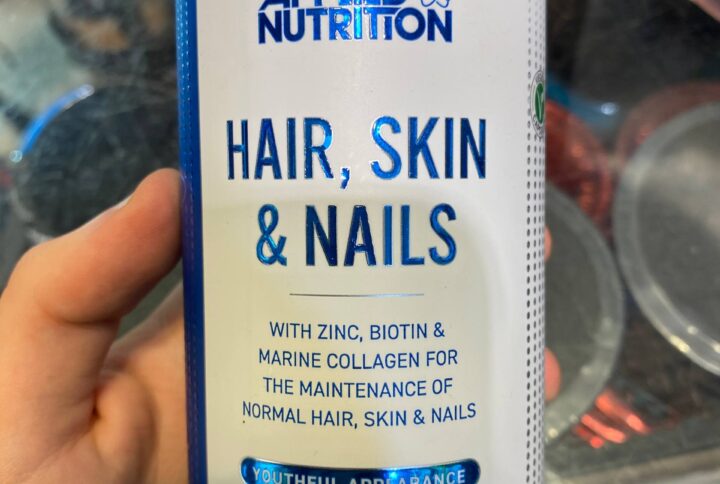 APPLIED
NUTRITION
HAIR, SKIN
& NAILS
WITH ZINC, BIOTIN &
MARINE COLLAGEN FOR
THE MAINTENANCE OF
NORMAL HAIR, SKIN & NAILS
YOUTHFUL APPEARANCE